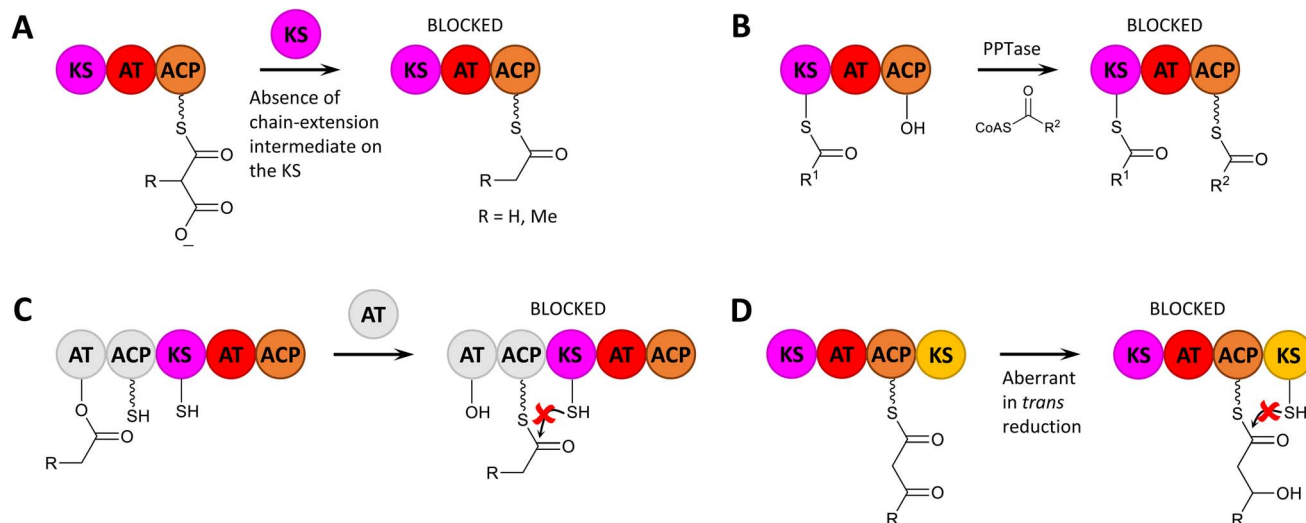 A
KS
BLOCKED
KS AT ACP
Absence of
chain-extension
intermediate on
the KS
KS AT ACP
S
O
R
O
O
–
S
O
R
R = H, Me
B
BLOCKED
KS AT ACP
PPTase
KS AT ACP
S
O
R1
OH
O
CoAS R2
S
O
R1
S
O
R2
C
AT
BLOCKED
AT ACP KS AT ACP
AT ACP KS AT ACP
O
O
R
SH
SH
OH
S
SH
O
R
D
BLOCKED
KS AT ACP KS
Aberrant
in trans
reduction
KS AT ACP KS
S
O
O
R
S
SH
O
OH
R